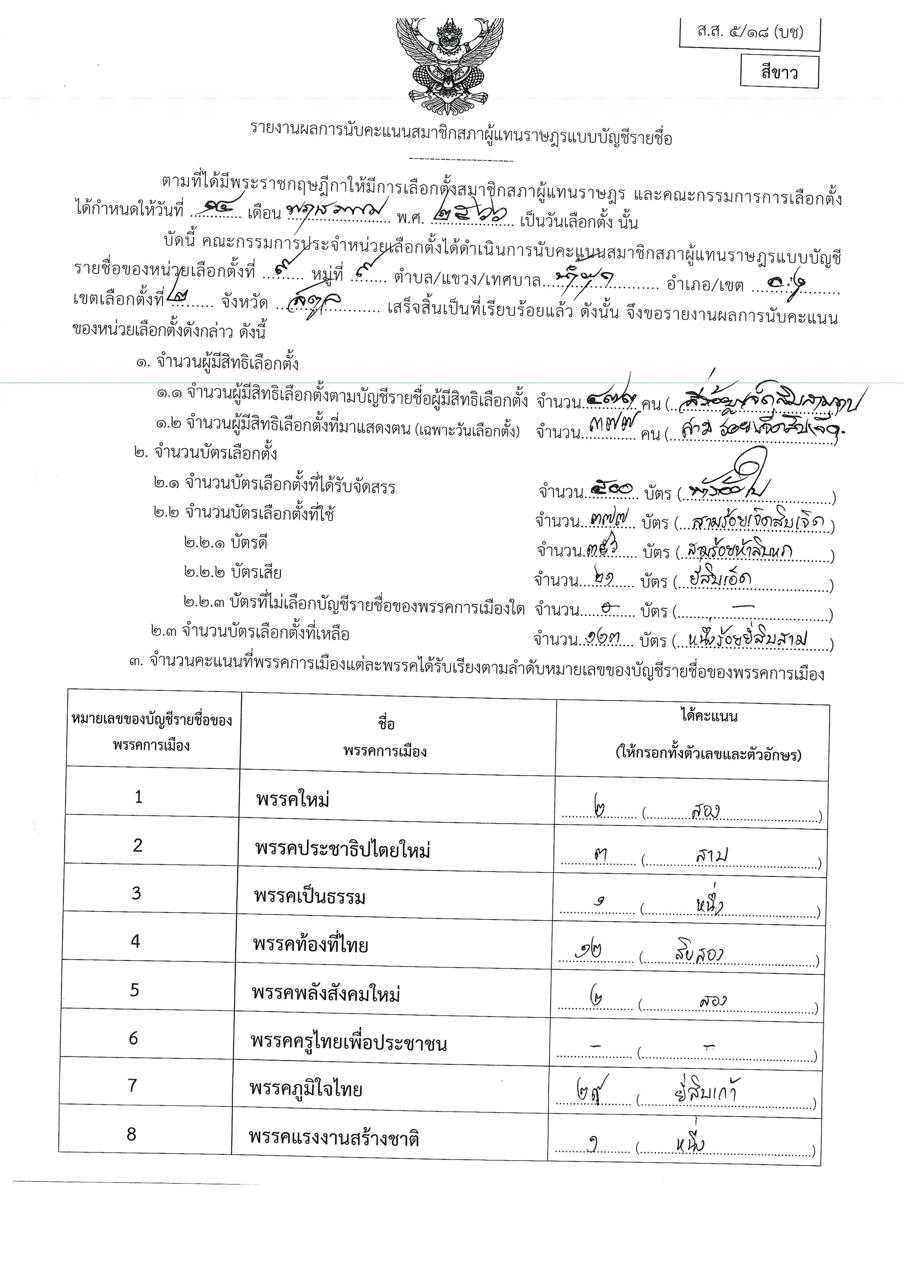 ส.ส. ๕/๑๘ (บช)
สีขาว
รายงานผลการนับคะแนนสมาชิกสภาผู้แทนราษฎรแบบบัญชีรายชื่อ
ตามที่ได้มีพระราชกฤษฎีกาให้มีการเลือกตั้งสมาชิกสภาผู้แทนราษฎร และคณะกรรมการการเลือกตั้ง
ได้กำหนดให้วันที่ ๑๔ เดือน พฤษภาคม พ.ศ. ๒๕๖๖ เป็นวันเลือกตั้ง นั้น
บัดนี้ คณะกรรมการประจำหน่วยเลือกตั้งได้ดำเนินการนับคะแนนสมาชิกสภาผู้แทนราษฎรแบบบัญชี
รายชื่อของหน่วยเลือกตั้งที่ ๙ หมู่ที่ ๙ ตำบล/แขวง/เทศบาล อำเภอ/เขต
เขตเลือกตั้งที่ ๒ จังหวัด สตูล เสร็จสิ้นเป็นที่เรียบร้อยแล้ว ดังนั้น จึงขอรายงานผลการนับคะแนน
ของหน่วยเลือกตั้งดังกล่าว ดังนี้
๑. จำนวนผู้มีสิทธิเลือกตั้ง
๑.๑ จำนวนผู้มีสิทธิเลือกตั้งตามบัญชีรายชื่อผู้มีสิทธิเลือกตั้ง จำนวน ๔๗๓ คน (สี่ร้อยเจ็ดสิบสามคน
๑.๒ จำนวนผู้มีสิทธิเลือกตั้งที่มาแสดงตน (เฉพาะวันเลือกตั้ง) จำนวน ๓๗๗ คน (สามร้อยเจ็ดสิบเจ็ด)
๒. จำนวนบัตรเลือกตั้ง
๒.๑ จำนวนบัตรเลือกตั้งที่ได้รับจัดสรร จำนวน ๕๐๐ บัตร (ห้าร้อยใบ)
๒.๒ จำนวนบัตรเลือกตั้งที่ใช้ จำนวน ๓๗๗ บัตร (สามร้อยเจ็ดสิบเจ็ด)
๒.๒.๑ บัตรดี จำนวน ๓๕๖ บัตร (สามร้อยห้าสิบหก)
๒.๒.๒ บัตรเสีย จำนวน ๒๑ บัตร (ยี่สิบเอ็ด)
๒.๒.๓ บัตรที่ไม่เลือกบัญชีรายชื่อของพรรคการเมืองใด จำนวน - บัตร (-)
๒.๓ จำนวนบัตรเลือกตั้งที่เหลือ จำนวน ๑๒๓ บัตร (หนึ่งร้อยยี่สิบสาม)
๓. จำนวนคะแนนที่พรรคการเมืองแต่ละพรรคได้รับเรียงตามลำดับหมายเลขของบัญชีรายชื่อของพรรคการเมือง
หมายเลขของบัญชีรายชื่อของ ชื่อ ได้คะแนน
พรรคการเมือง พรรคการเมือง (ให้กรอกทั้งตัวเลขและตัวอักษร)
1 พรรคใหม่ ๒ (สอง)
2 พรรคประชาธิปไตยใหม่ ๓ (สาม)
3 พรรคเป็นธรรม ๑ (หนึ่ง)
4 พรรคท้องที่ไทย ๑๒ (สิบสอง)
5 พรรคพลังสังคมใหม่ ๒ (สอง)
6 พรรคครูไทยเพื่อประชาชน - (-)
7 พรรคภูมิใจไทย ๒๙ (ยี่สิบเก้า)
8 พรรคแรงงานสร้างชาติ ๑ (หนึ่ง)